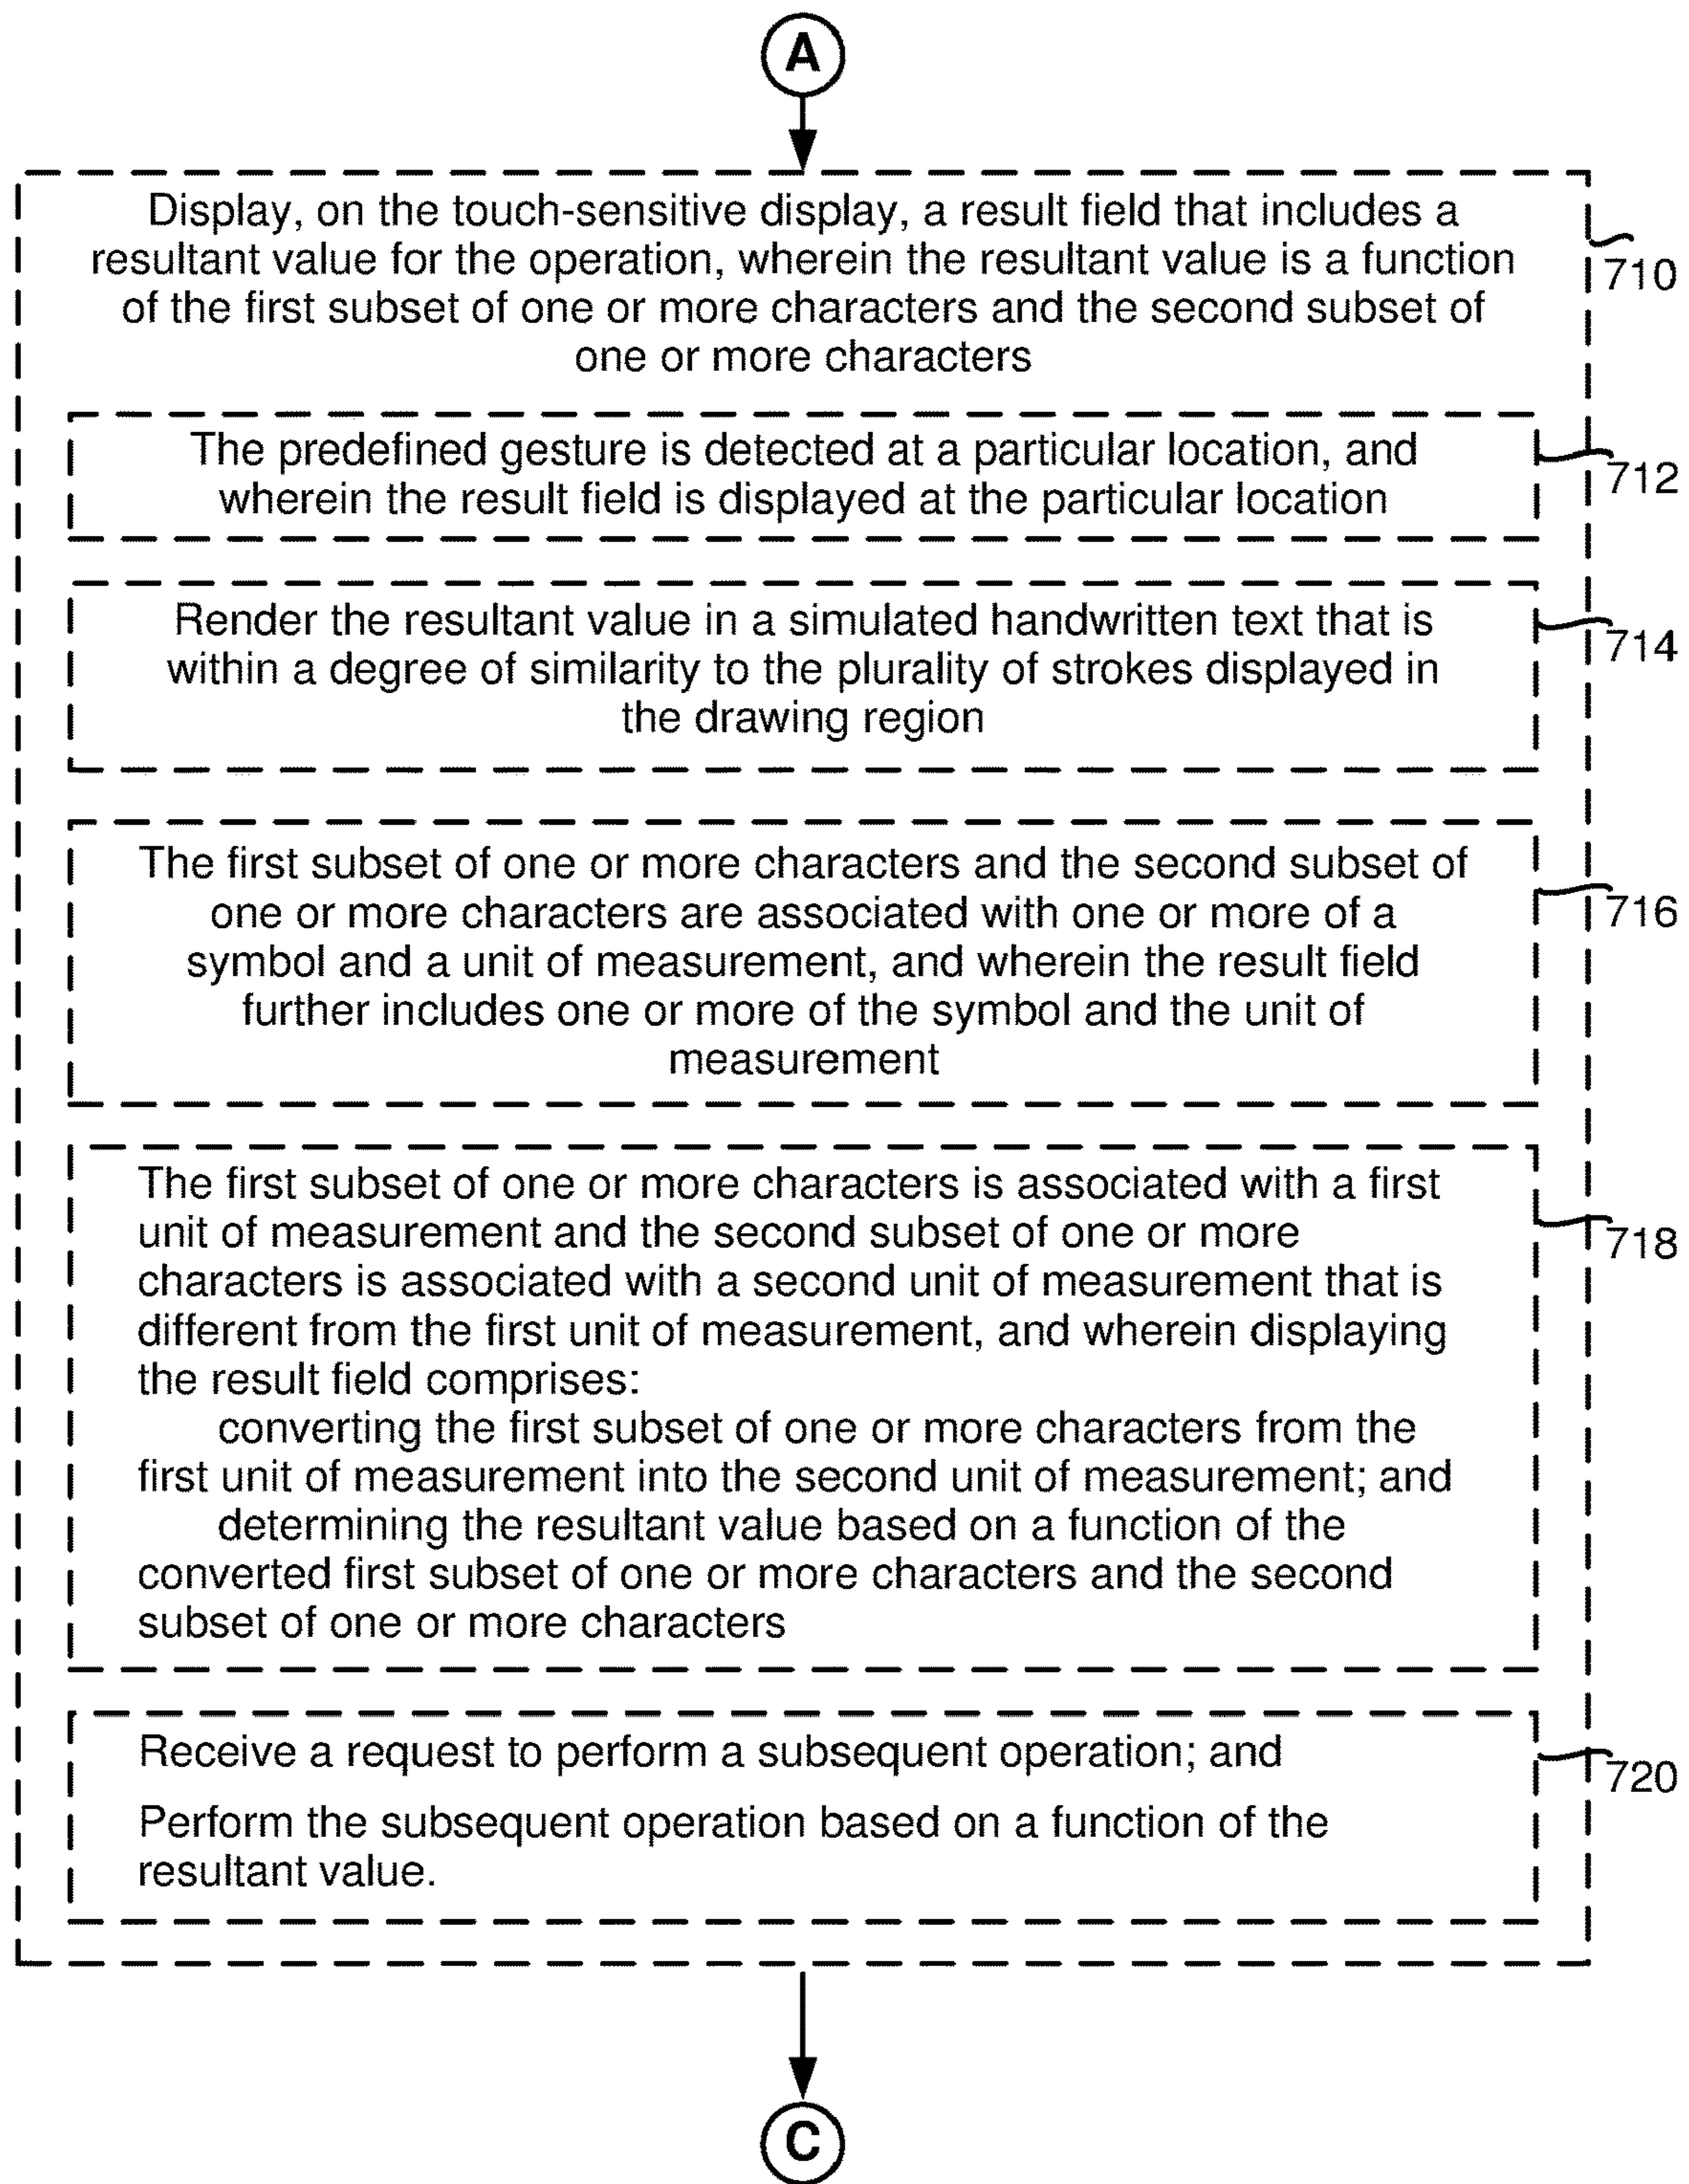 A
Display, on the touch-sensitive display, a result field that includes a
resultant value for the operation, wherein the resultant value is a function
of the first subset of one or more characters and the second subset of
one or more characters
710
The predefined gesture is detected at a particular location, and
wherein the result field is displayed at the particular location
712
Render the resultant value in a simulated handwritten text that is
within a degree of similarity to the plurality of strokes displayed in
the drawing region
714
The first subset of one or more characters and the second subset of
one or more characters are associated with one or more of a
symbol and a unit of measurement, and wherein the result field
further includes one or more of the symbol and the unit of
measurement
716
The first subset of one or more characters is associated with a first
unit of measurement and the second subset of one or more
characters is associated with a second unit of measurement that is
different from the first unit of measurement, and wherein displaying
the result field comprises:
converting the first subset of one or more characters from the
first unit of measurement into the second unit of measurement; and
determining the resultant value based on a function of the
converted first subset of one or more characters and the second
subset of one or more characters
718
Receive a request to perform a subsequent operation; and
Perform the subsequent operation based on a function of the
resultant value.
720
C